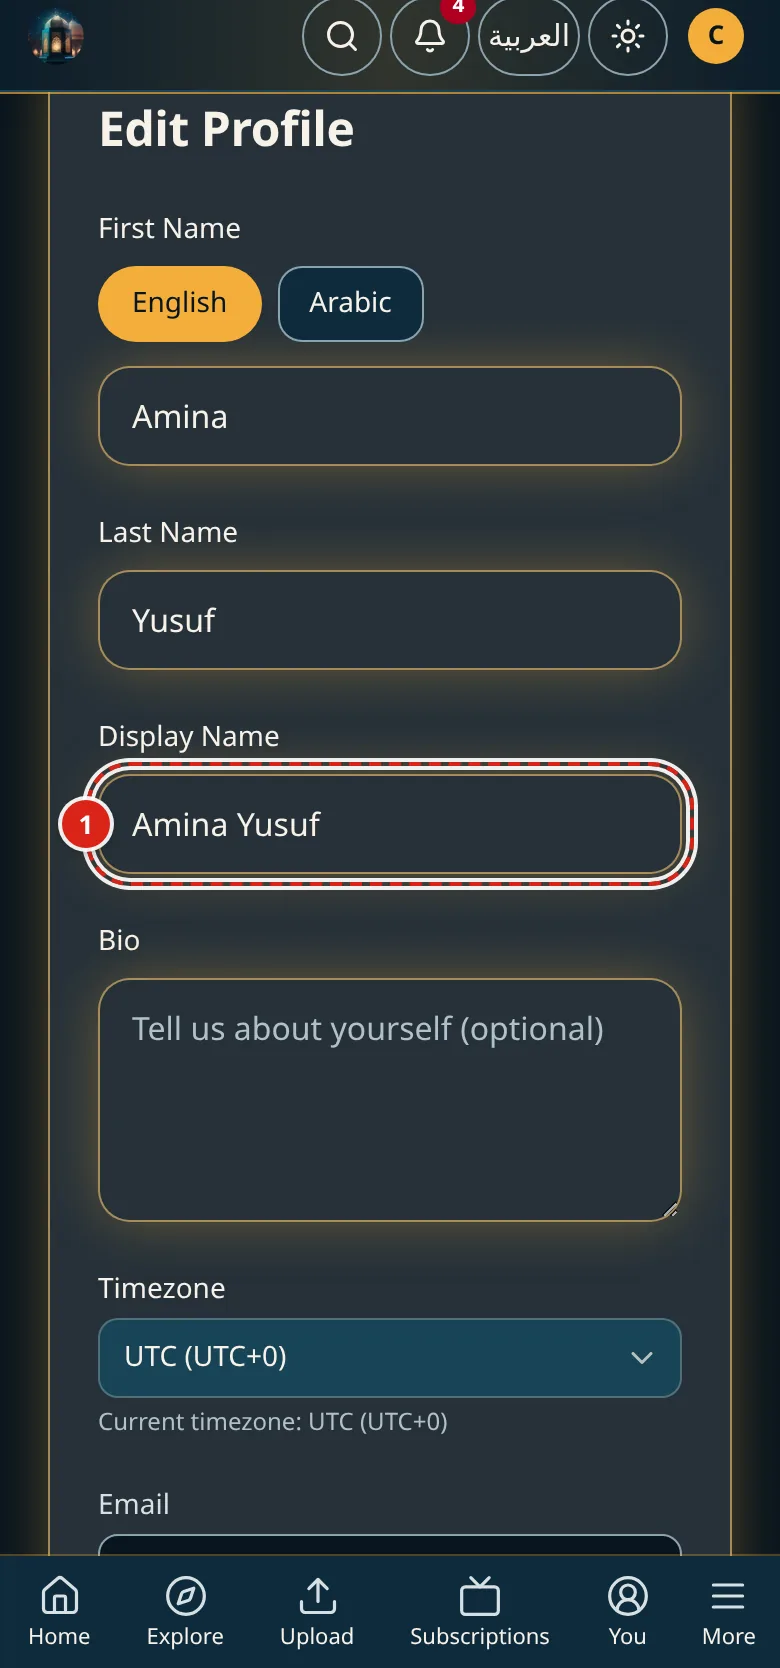 4
العربية
C
Edit Profile
First Name
English
Arabic
Amina
Last Name
Yusuf
Display Name
1
Amina Yusuf
Bio
Tell us about yourself (optional)
Timezone
UTC (UTC+0)
Current timezone: UTC (UTC+0)
Email
Home
Explore
Upload
Subscriptions
You
More